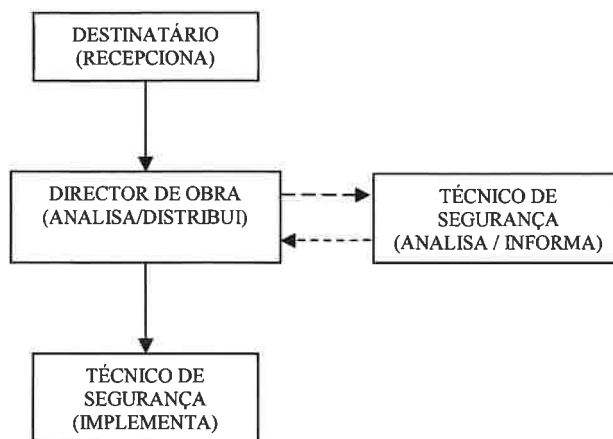 DESTINATÁRIO
(RECEPCIONA)
DIRECTOR DE OBRA
(ANALISA/DISTRIBUI)
TÉCNICO DE
SEGURANÇA
(ANALISA / INFORMA)
TÉCNICO DE
SEGURANÇA
(IMPLEMENTA)